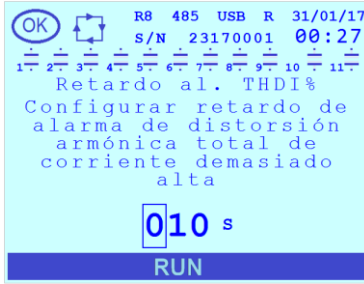 OK R8 485 USB R 31/01/17
S/N 23170001 00:27
1 2 3 4 5 6 7 8 9 10 11
Retardo al. THDI%
Configurar retardo de
alarma de distorsión
armónica total de
corriente demasiado
alta
010 s
RUN